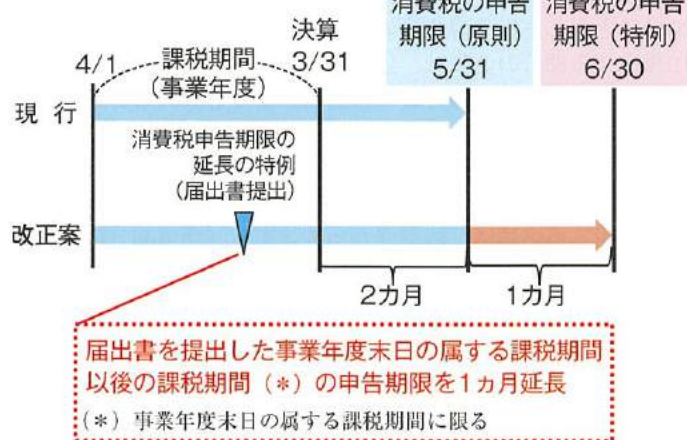 消費税の申告
期限（原則）
5/31
消費税の申告
期限（特例）
6/30
決算
3/31
4/1
課税期間
（事業年度）
現 行
消費税申告期限の
延長の特例
（届出書提出）
改正案
2カ月
1カ月
届出書を提出した事業年度末日の属する課税期間
以後の課税期間（＊）の申告期限を1ヵ月延長
（＊）事業年度末日の属する課税期間に限る